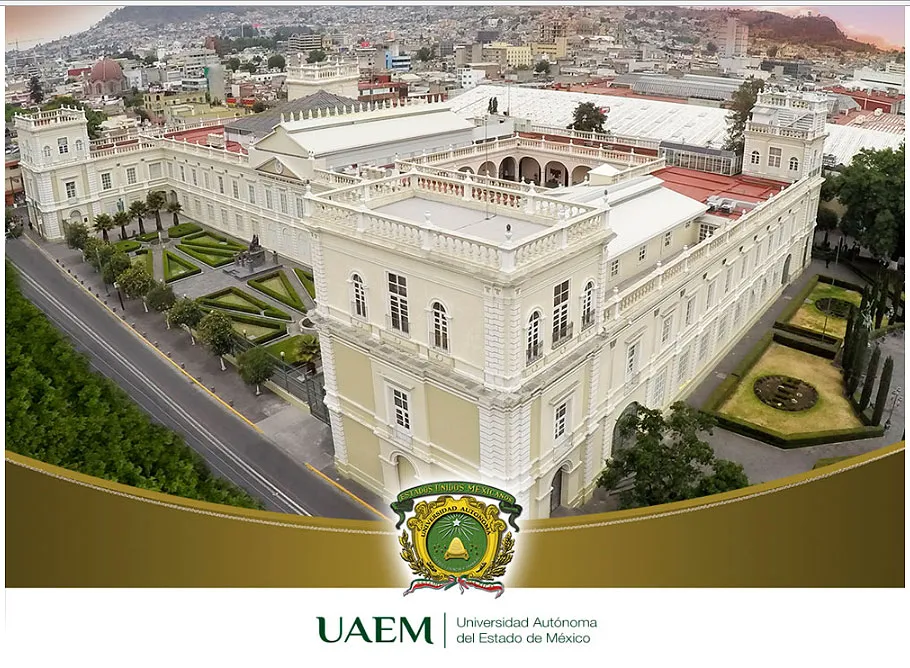 ESTADOS UNIDOS MEXICANOS
UNIVERSIDAD AUTÓNOMA
UAEM
Universidad Autónoma
del Estado de México